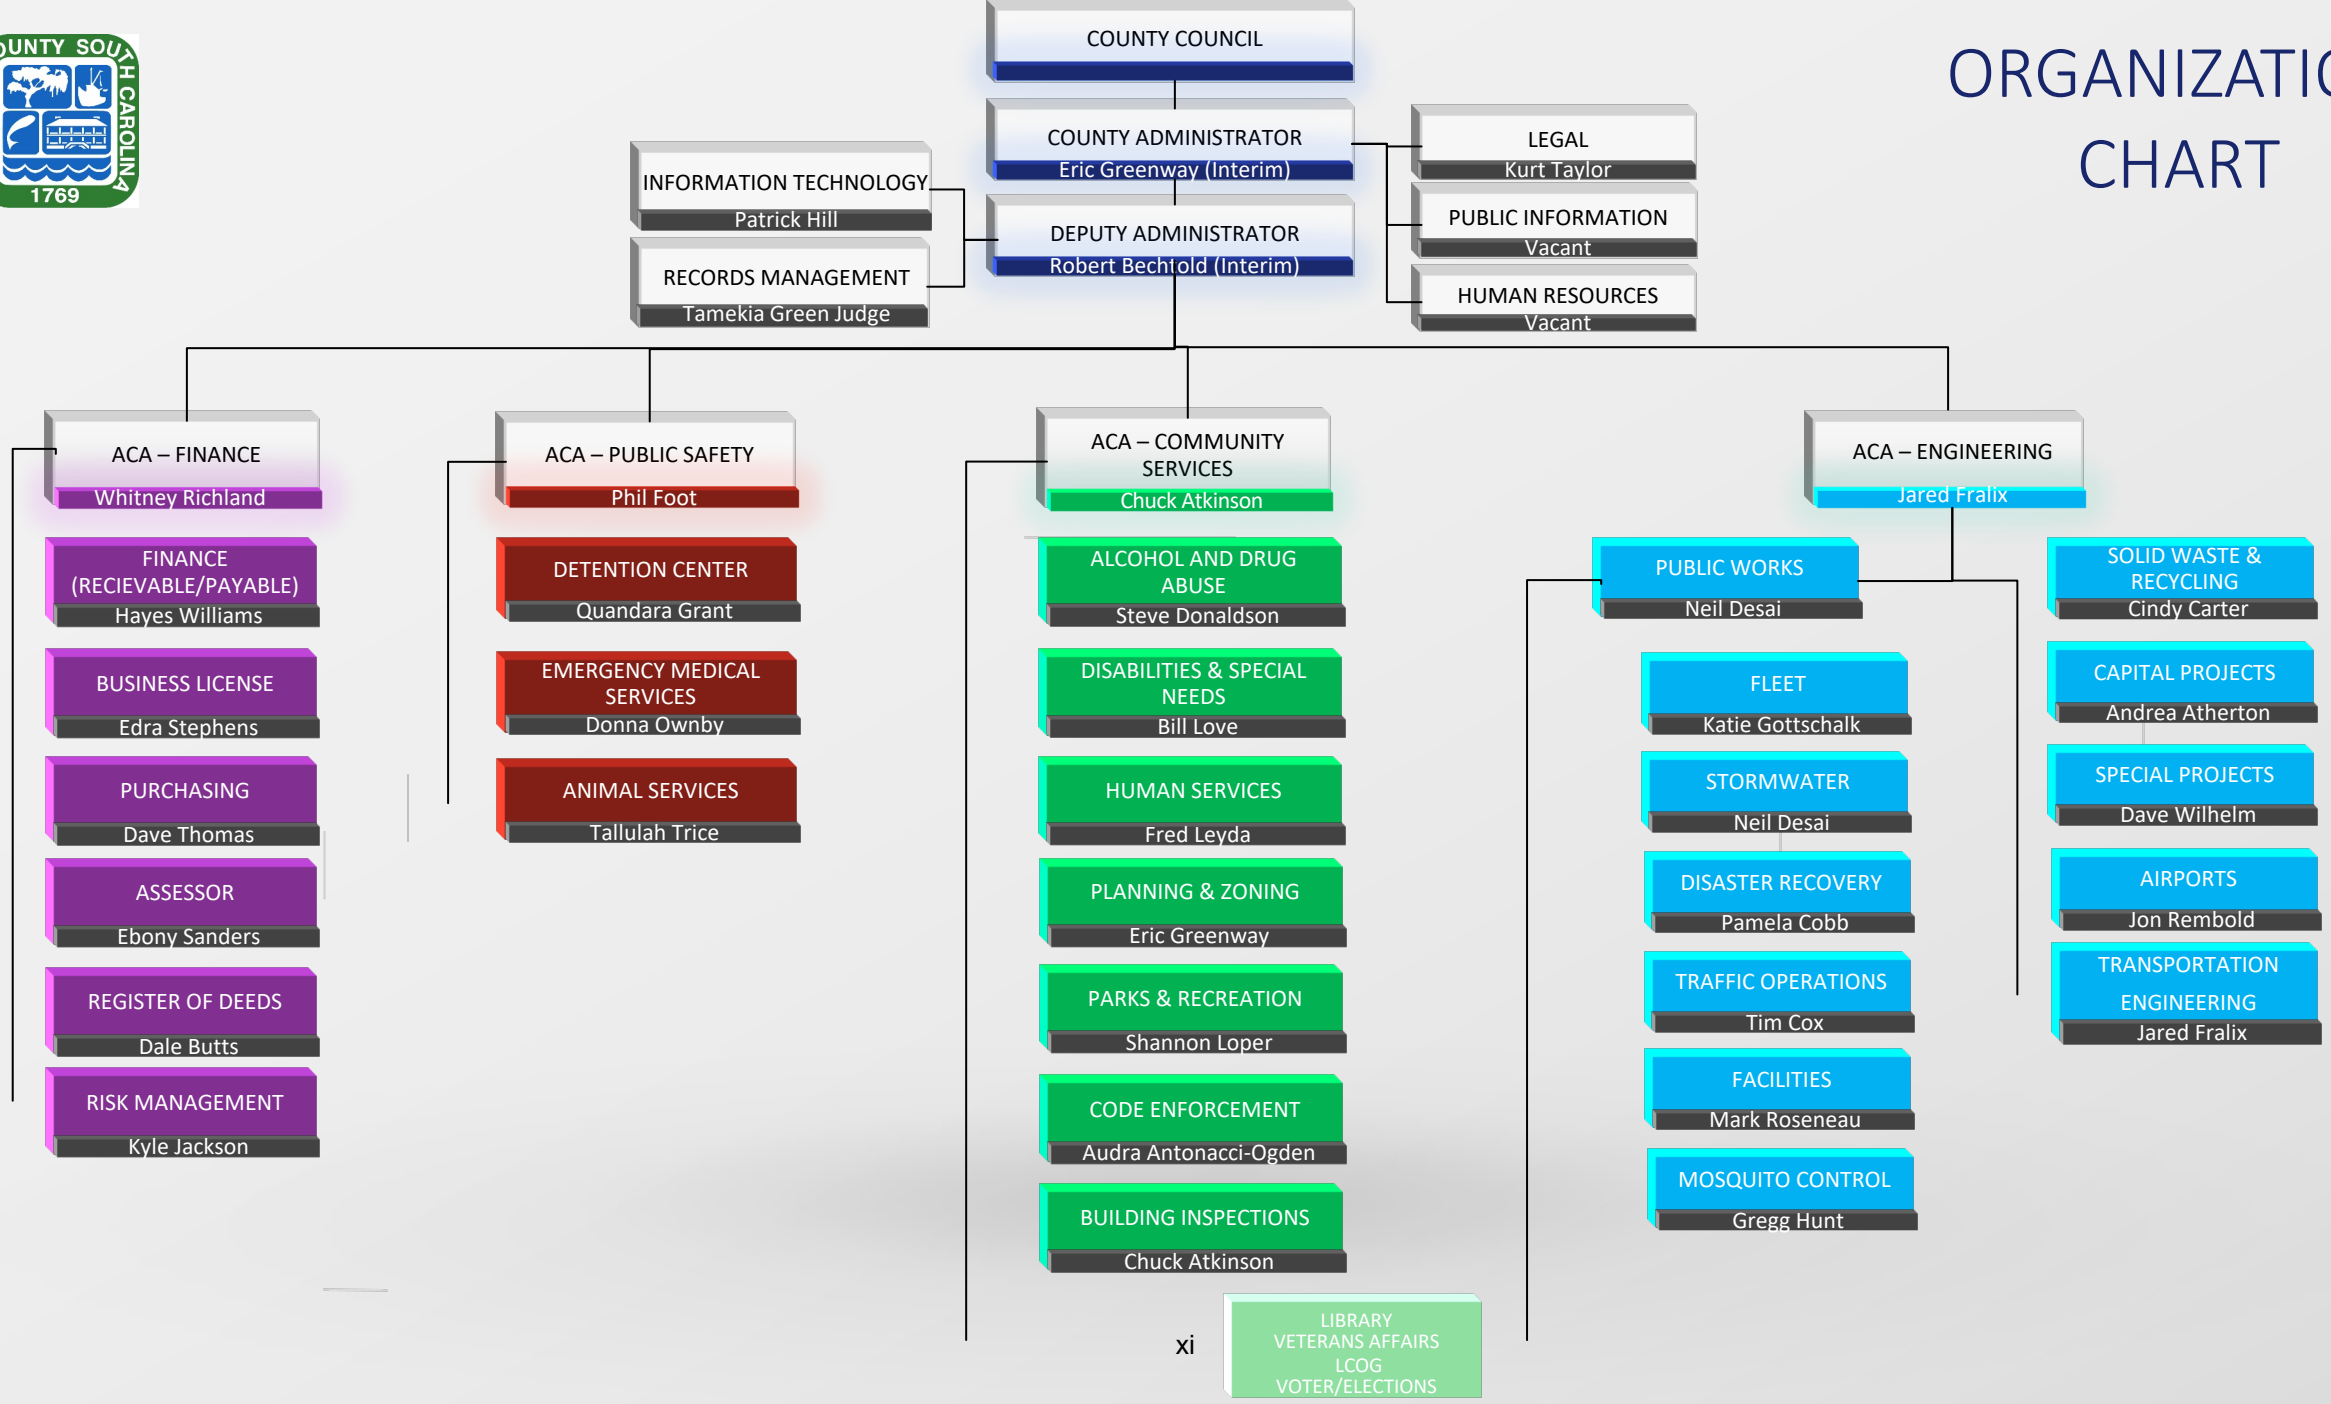 COUNTY SOUTH CAROLINA
1769
ORGANIZATIO
CHART
COUNTY COUNCIL
COUNTY ADMINISTRATOR
Eric Greenway (Interim)
DEPUTY ADMINISTRATOR
Robert Bechtold (Interim)
INFORMATION TECHNOLOGY
Patrick Hill
RECORDS MANAGEMENT
Tamekia Green Judge
LEGAL
Kurt Taylor
PUBLIC INFORMATION
Vacant
HUMAN RESOURCES
Vacant
ACA – FINANCE
Whitney Richland
FINANCE
(RECIEVABLE/PAYABLE)
Hayes Williams
BUSINESS LICENSE
Edra Stephens
PURCHASING
Dave Thomas
ASSESSOR
Ebony Sanders
REGISTER OF DEEDS
Dale Butts
RISK MANAGEMENT
Kyle Jackson
ACA – PUBLIC SAFETY
Phil Foot
DETENTION CENTER
Quandara Grant
EMERGENCY MEDICAL
SERVICES
Donna Ownby
ANIMAL SERVICES
Tallulah Trice
ACA – COMMUNITY
SERVICES
Chuck Atkinson
ALCOHOL AND DRUG
ABUSE
Steve Donaldson
DISABILITIES & SPECIAL
NEEDS
Bill Love
HUMAN SERVICES
Fred Leyda
PLANNING & ZONING
Eric Greenway
PARKS & RECREATION
Shannon Loper
CODE ENFORCEMENT
Audra Antonacci-Ogden
BUILDING INSPECTIONS
Chuck Atkinson
LIBRARY
VETERANS AFFAIRS
LCOG
VOTER/ELECTIONS
ACA – ENGINEERING
Jared Fralix
PUBLIC WORKS
Neil Desai
FLEET
Katie Gottschalk
STORMWATER
Neil Desai
DISASTER RECOVERY
Pamela Cobb
TRAFFIC OPERATIONS
Tim Cox
FACILITIES
Mark Roseneau
MOSQUITO CONTROL
Gregg Hunt
SOLID WASTE &
RECYCLING
Cindy Carter
CAPITAL PROJECTS
Andrea Atherton
SPECIAL PROJECTS
Dave Wilhelm
AIRPORTS
Jon Rembold
TRANSPORTATION
ENGINEERING
Jared Fralix
xi